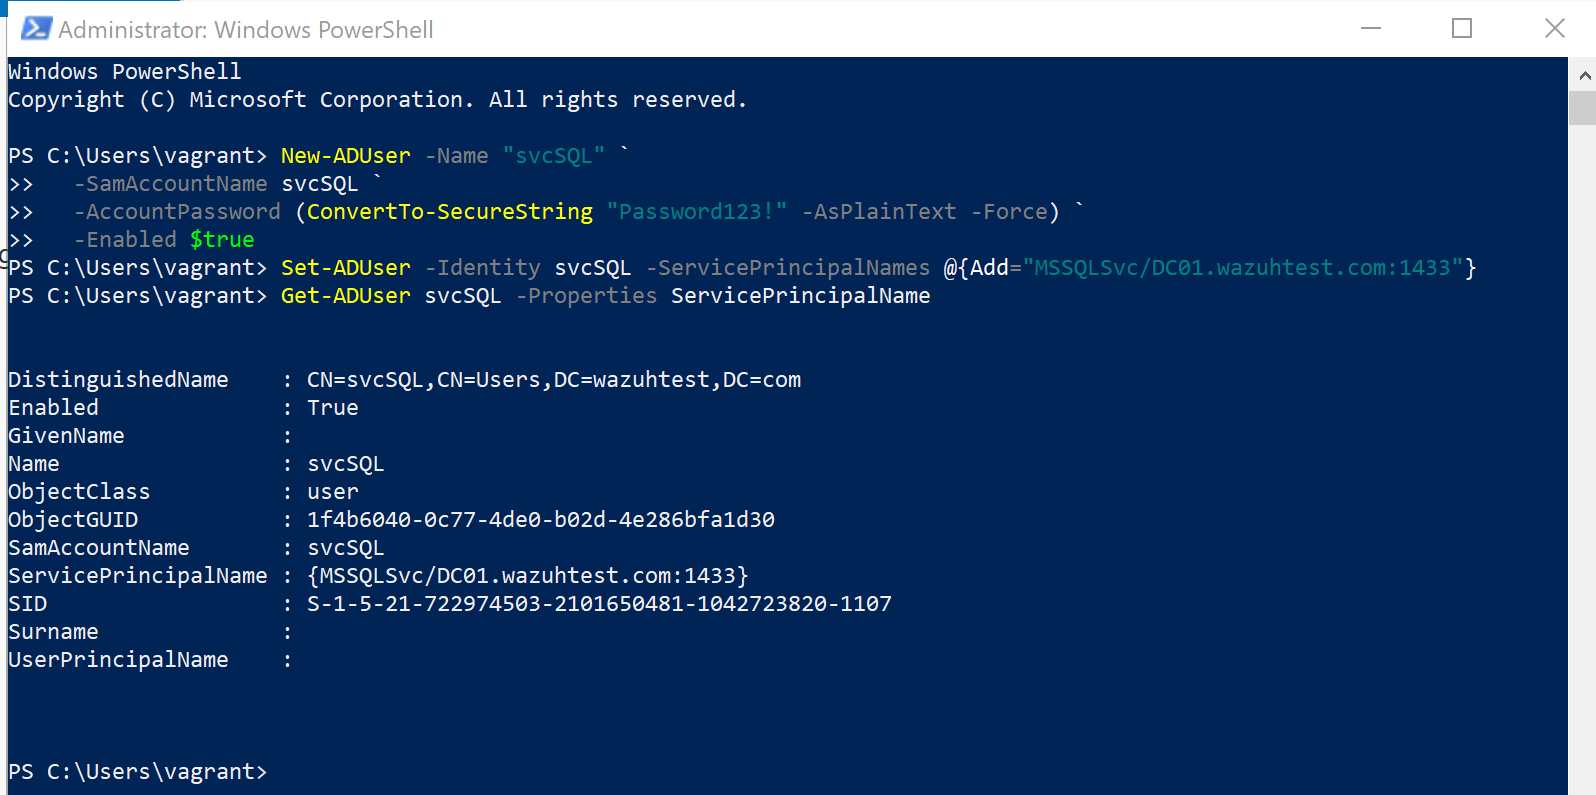 Administrator: Windows PowerShell
Windows PowerShell
Copyright (C) Microsoft Corporation. All rights reserved.
PS C:\Users\vagrant> New-ADUser -Name "svcSQL" `
>>   -SamAccountName svcSQL `
>>   -AccountPassword (ConvertTo-SecureString "Password123!" -AsPlainText -Force) `
>>   -Enabled $true
PS C:\Users\vagrant> Set-ADUser -Identity svcSQL -ServicePrincipalNames @{Add="MSSQLSvc/DC01.wazuhtest.com:1433"}
PS C:\Users\vagrant> Get-ADUser svcSQL -Properties ServicePrincipalName
DistinguishedName    : CN=svcSQL,CN=Users,DC=wazuhtest,DC=com
Enabled              : True
GivenName            :
Name                 : svcSQL
ObjectClass          : user
ObjectGUID           : 1f4b6040-0c77-4de0-b02d-4e286bfa1d30
SamAccountName       : svcSQL
ServicePrincipalName : {MSSQLSvc/DC01.wazuhtest.com:1433}
SID                  : S-1-5-21-722974503-2101650481-1042723820-1107
Surname              :
UserPrincipalName    :
PS C:\Users\vagrant>